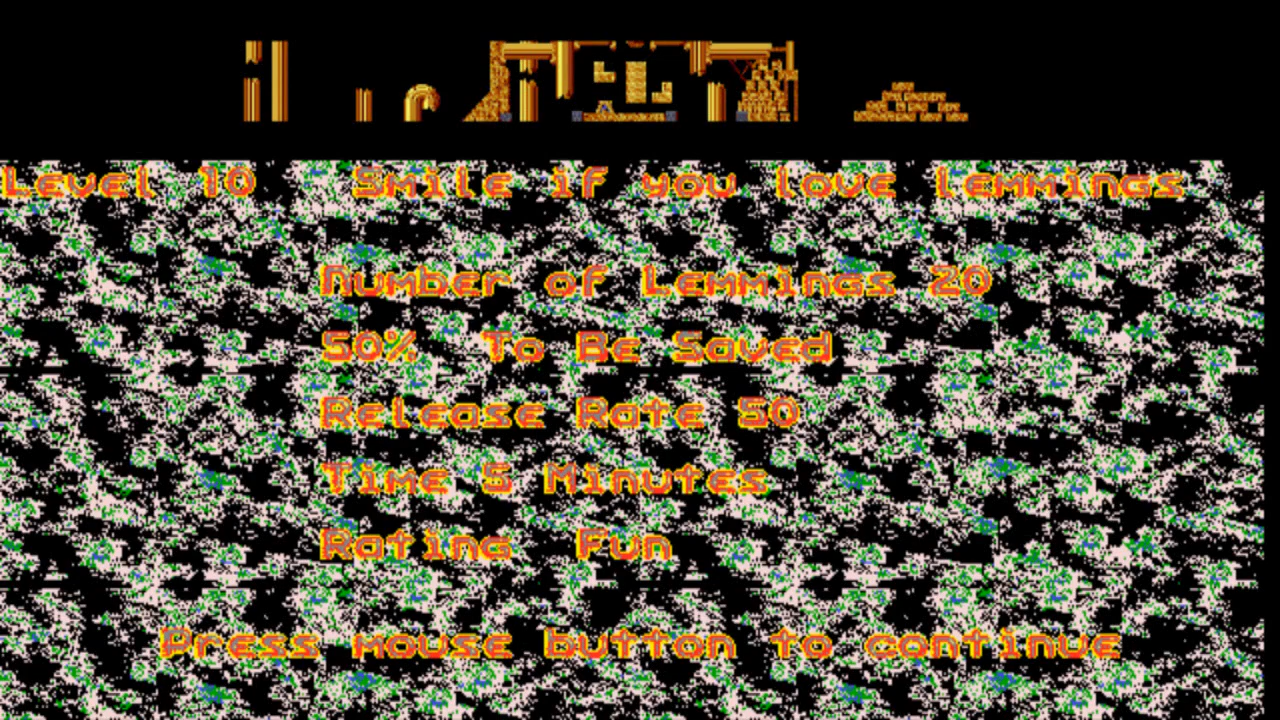 Level 10 Smile if you love lemmings
Number of Lemmings 20
50% To Be Saved
Release Rate 50
Time 5 Minutes
Rating Fun
Press mouse button to continue